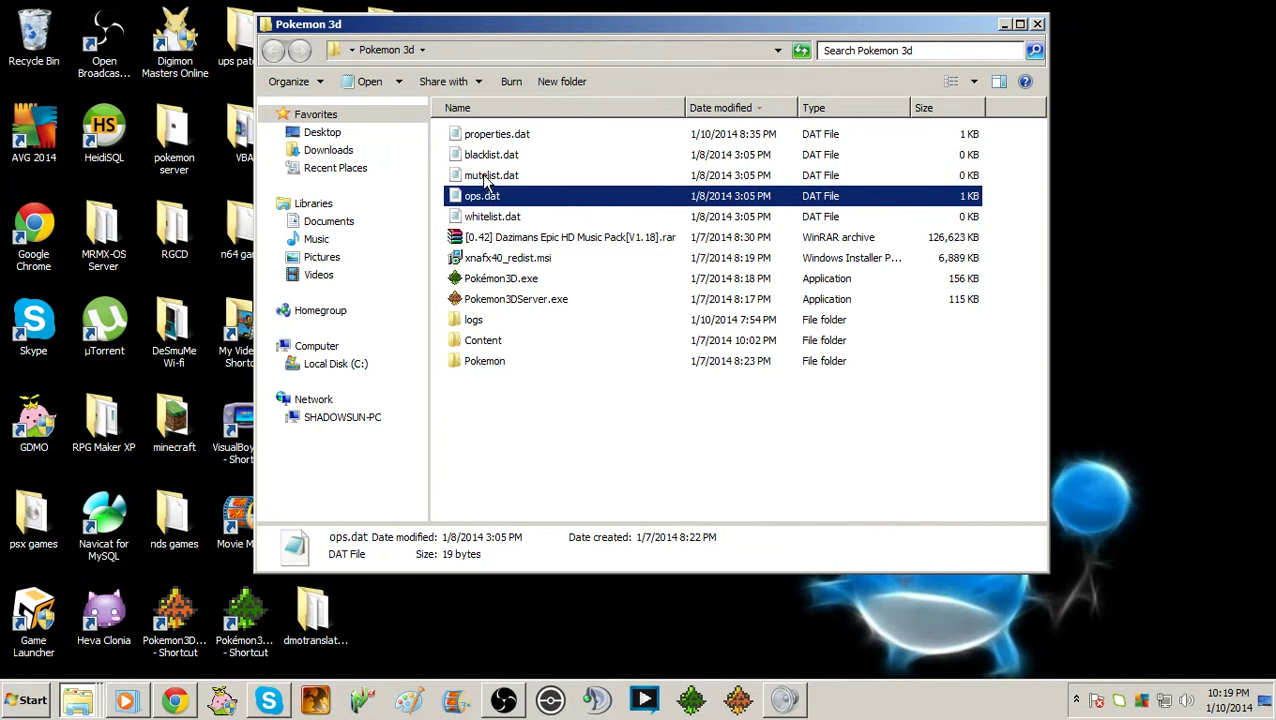 Pokemon 3d
Pokemon 3d
Search Pokemon 3d
Organize
Open
Share with
Burn
New folder
Favorites
Desktop
Downloads
Recent Places
Libraries
Documents
Music
Pictures
Videos
Homegroup
Computer
Local Disk (C:)
Network
SHADOWSUN-PC
Name Date modified Type Size
properties.dat 1/10/2014 8:35 PM DAT File 1 KB
blacklist.dat 1/8/2014 3:05 PM DAT File 0 KB
mutelist.dat 1/8/2014 3:05 PM DAT File 0 KB
ops.dat 1/8/2014 3:05 PM DAT File 1 KB
whitelist.dat 1/8/2014 3:05 PM DAT File 0 KB
[0.42] Dazimans Epic HD Music Pack[V1.18].rar 1/7/2014 8:30 PM WinRAR archive 126,623 KB
xnafx40_redist.msi 1/7/2014 8:19 PM Windows Installer P... 6,889 KB
Pokémon3D.exe 1/7/2014 8:18 PM Application 156 KB
Pokemon3DServer.exe 1/7/2014 8:17 PM Application 115 KB
logs 1/10/2014 7:54 PM File folder
Content 1/7/2014 10:02 PM File folder
Pokemon 1/7/2014 8:23 PM File folder
ops.dat Date modified: 1/8/2014 3:05 PM Date created: 1/7/2014 8:22 PM
DAT File Size: 19 bytes
Recycle Bin
Broadcas...
Digimon
Masters Online
ups pat
AVG 2014
HS
HeidiSQL
pokemon
server
VBA
Google
Chrome
MRMX-OS
Server
RGCD
n64 ga
Skype
µTorrent
DeSmuMe
Wi-fi
My Vide
Shortc
GDMO
RPG Maker XP
minecraft
VisualBoy
- Shortc
psx games
Navicat for
MySQL
nds games
Movie M
Game
Launcher
Heva Clonia
Pokemon3D...
- Shortcut
Pokémon3...
- Shortcut
dmotranslat...
Start
10:19 PM
1/10/2014